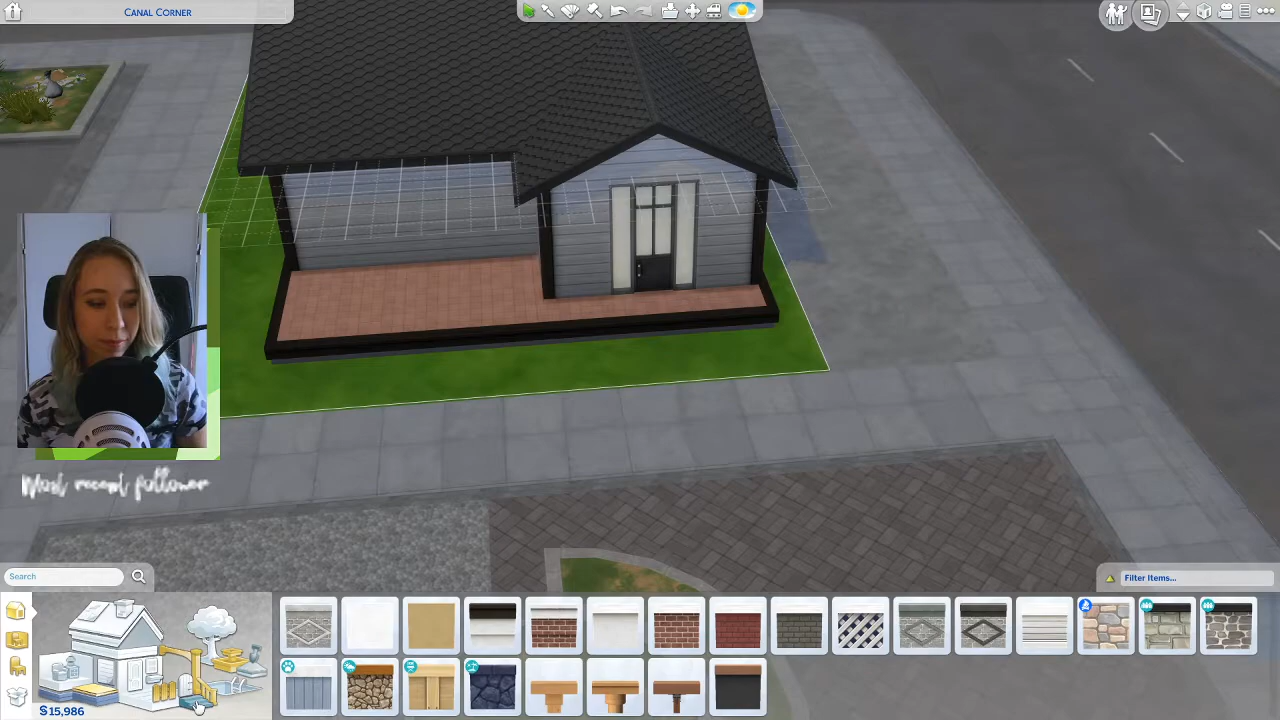 Canal Corner
Most recent follower
Search
Filter Items...
§15,986